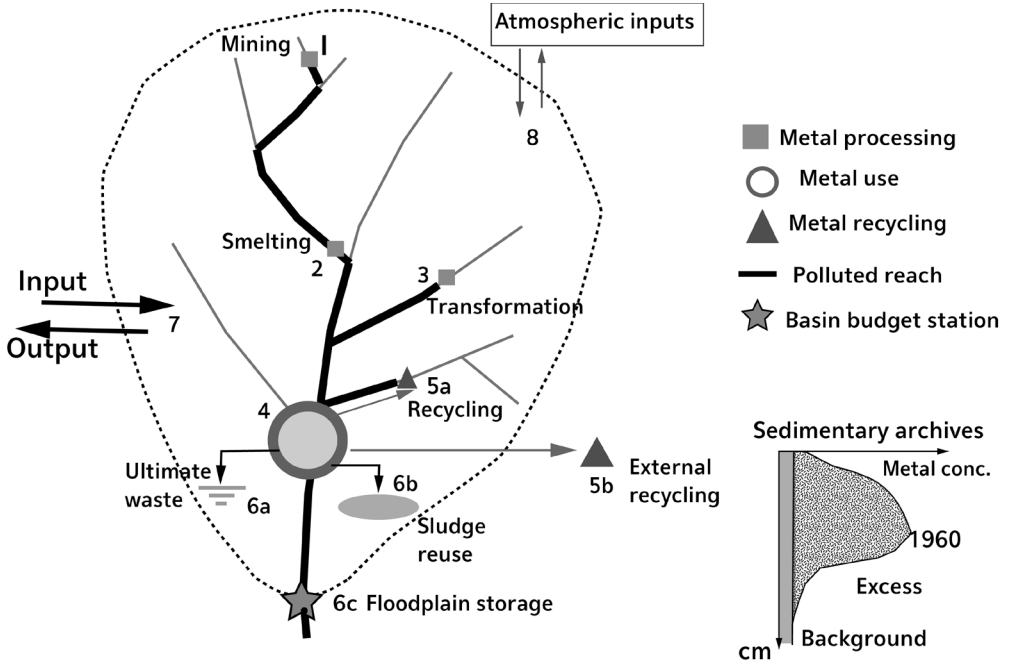 Atmospheric inputs
Mining
1
8
Metal processing
Metal use
Metal recycling
Polluted reach
Basin budget station
Smelting
2
3
Transformation
Input
7
Output
4
5a
Recycling
Ultimate
waste
6a
6b
Sludge
reuse
External
5b
recycling
6c Floodplain storage
Sedimentary archives
Metal conc.
1960
Excess
Background
cm